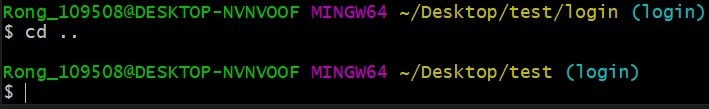 Rong_109508@DESKTOP-NVNVOOF MINGW64 ~/Desktop/test/login (login)
$ cd ..
Rong_109508@DESKTOP-NVNVOOF MINGW64 ~/Desktop/test (login)
$